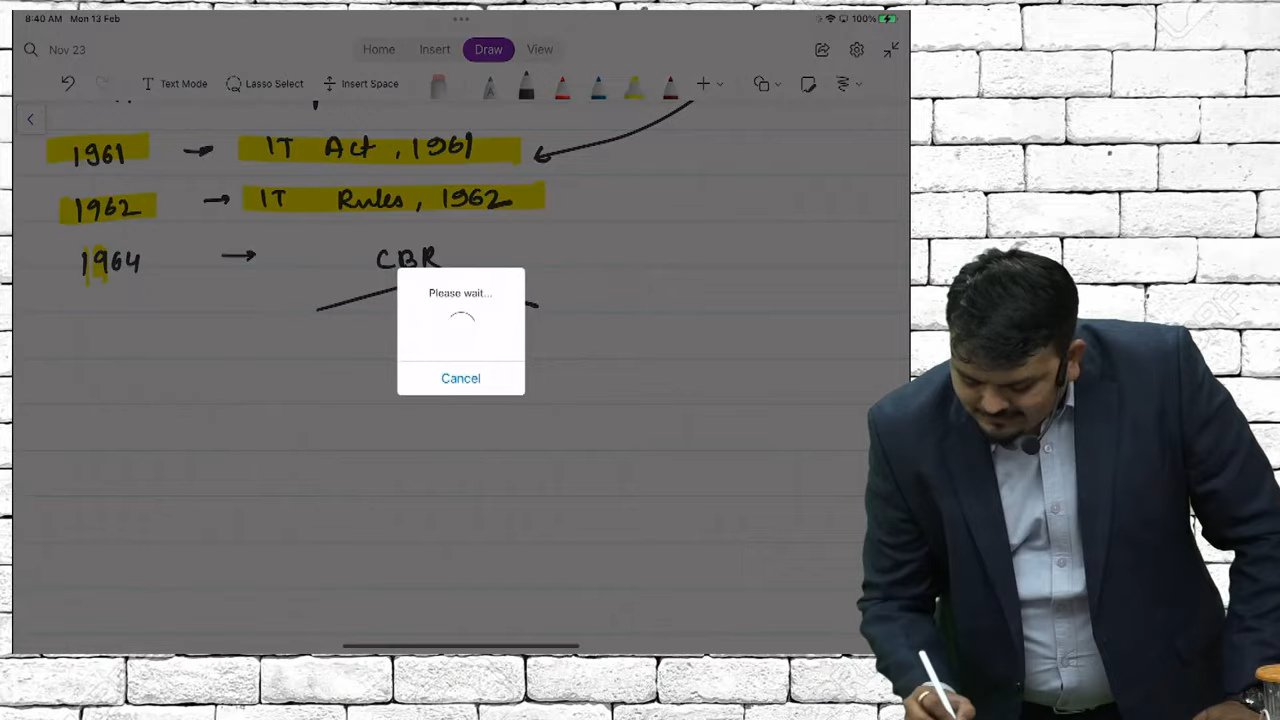 8:40 AM Mon 13 Feb
100%
Nov 23
Home Insert Draw View
Text Mode Lasso Select Insert Space
1961 → IT Act, 1961
1962 → IT Rules, 1962
1964 → CBR
Please wait...
Cancel